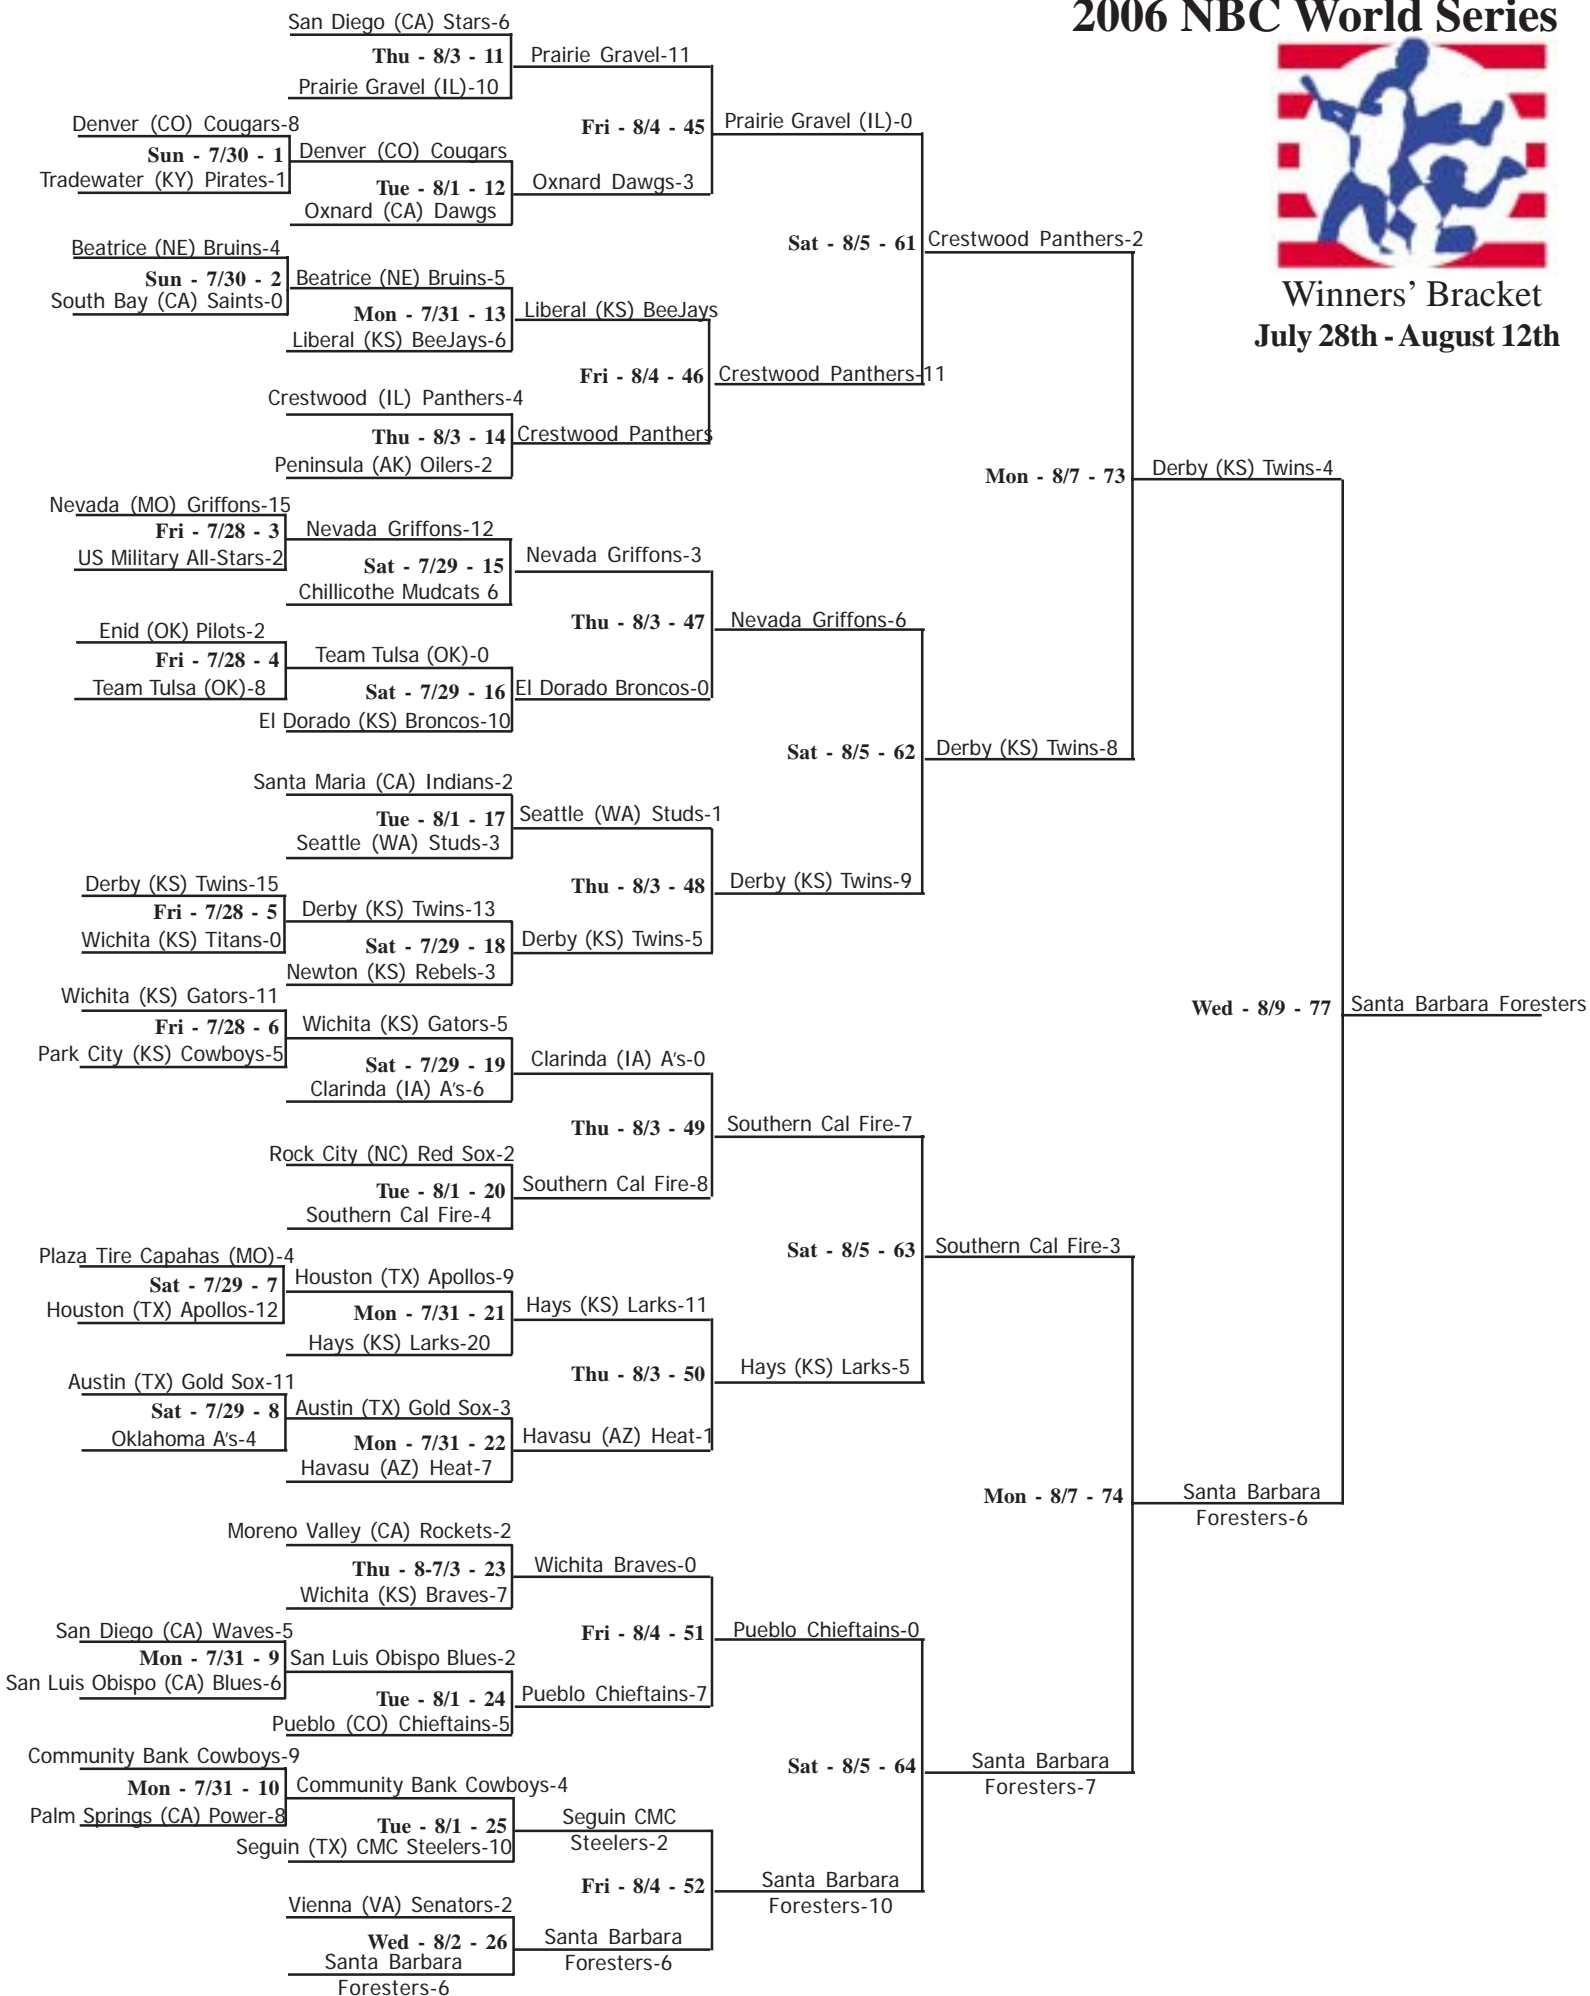 2006 NBC World Series
Winners' Bracket
July 28th - August 12th
San Diego (CA) Stars-6
Thu - 8/3 - 11
Prairie Gravel (IL)-10
Prairie Gravel-11
Denver (CO) Cougars-8
Sun - 7/30 - 1
Tradewater (KY) Pirates-1
Denver (CO) Cougars
Tue - 8/1 - 12
Oxnard (CA) Dawgs
Oxnard Dawgs-3
Fri - 8/4 - 45
Prairie Gravel (IL)-0
Beatrice (NE) Bruins-4
Sun - 7/30 - 2
South Bay (CA) Saints-0
Beatrice (NE) Bruins-5
Mon - 7/31 - 13
Liberal (KS) BeeJays-6
Liberal (KS) BeeJays
Crestwood (IL) Panthers-4
Thu - 8/3 - 14
Peninsula (AK) Oilers-2
Crestwood Panthers
Fri - 8/4 - 46
Crestwood Panthers-11
Sat - 8/5 - 61
Crestwood Panthers-2
Nevada (MO) Griffons-15
Fri - 7/28 - 3
US Military All-Stars-2
Nevada Griffons-12
Sat - 7/29 - 15
Chillicothe Mudcats 6
Nevada Griffons-3
Enid (OK) Pilots-2
Fri - 7/28 - 4
Team Tulsa (OK)-8
Team Tulsa (OK)-0
Sat - 7/29 - 16
El Dorado (KS) Broncos-10
El Dorado Broncos-0
Thu - 8/3 - 47
Nevada Griffons-6
Santa Maria (CA) Indians-2
Tue - 8/1 - 17
Seattle (WA) Studs-3
Seattle (WA) Studs-1
Derby (KS) Twins-15
Fri - 7/28 - 5
Wichita (KS) Titans-0
Derby (KS) Twins-13
Sat - 7/29 - 18
Newton (KS) Rebels-3
Derby (KS) Twins-5
Thu - 8/3 - 48
Derby (KS) Twins-9
Sat - 8/5 - 62
Derby (KS) Twins-8
Mon - 8/7 - 73
Derby (KS) Twins-4
Wichita (KS) Gators-11
Fri - 7/28 - 6
Park City (KS) Cowboys-5
Wichita (KS) Gators-5
Sat - 7/29 - 19
Clarinda (IA) A's-6
Clarinda (IA) A's-0
Rock City (NC) Red Sox-2
Tue - 8/1 - 20
Southern Cal Fire-4
Southern Cal Fire-8
Thu - 8/3 - 49
Southern Cal Fire-7
Plaza Tire Capahas (MO)-4
Sat - 7/29 - 7
Houston (TX) Apollos-12
Houston (TX) Apollos-9
Mon - 7/31 - 21
Hays (KS) Larks-20
Hays (KS) Larks-11
Austin (TX) Gold Sox-11
Sat - 7/29 - 8
Oklahoma A's-4
Austin (TX) Gold Sox-3
Mon - 7/31 - 22
Havasu (AZ) Heat-7
Havasu (AZ) Heat-1
Thu - 8/3 - 50
Hays (KS) Larks-5
Sat - 8/5 - 63
Southern Cal Fire-3
Moreno Valley (CA) Rockets-2
Thu - 8-7/3 - 23
Wichita (KS) Braves-7
Wichita Braves-0
San Diego (CA) Waves-5
Mon - 7/31 - 9
San Luis Obispo (CA) Blues-6
San Luis Obispo Blues-2
Tue - 8/1 - 24
Pueblo (CO) Chieftains-5
Pueblo Chieftains-7
Fri - 8/4 - 51
Pueblo Chieftains-0
Community Bank Cowboys-9
Mon - 7/31 - 10
Palm Springs (CA) Power-8
Community Bank Cowboys-4
Tue - 8/1 - 25
Seguin (TX) CMC Steelers-10
Seguin CMC
Steelers-2
Vienna (VA) Senators-2
Wed - 8/2 - 26
Santa Barbara
Foresters-6
Santa Barbara
Foresters-6
Fri - 8/4 - 52
Santa Barbara
Foresters-10
Sat - 8/5 - 64
Santa Barbara
Foresters-7
Mon - 8/7 - 74
Santa Barbara
Foresters-6
Wed - 8/9 - 77
Santa Barbara Foresters